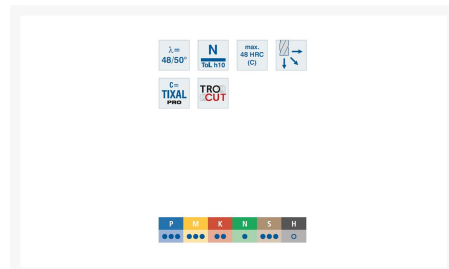 λ=
48/50°
N
Tol. h10
max.
48 HRC
(C)
C=
TIXAL
PRO
TRO
CUT
P M K N S H